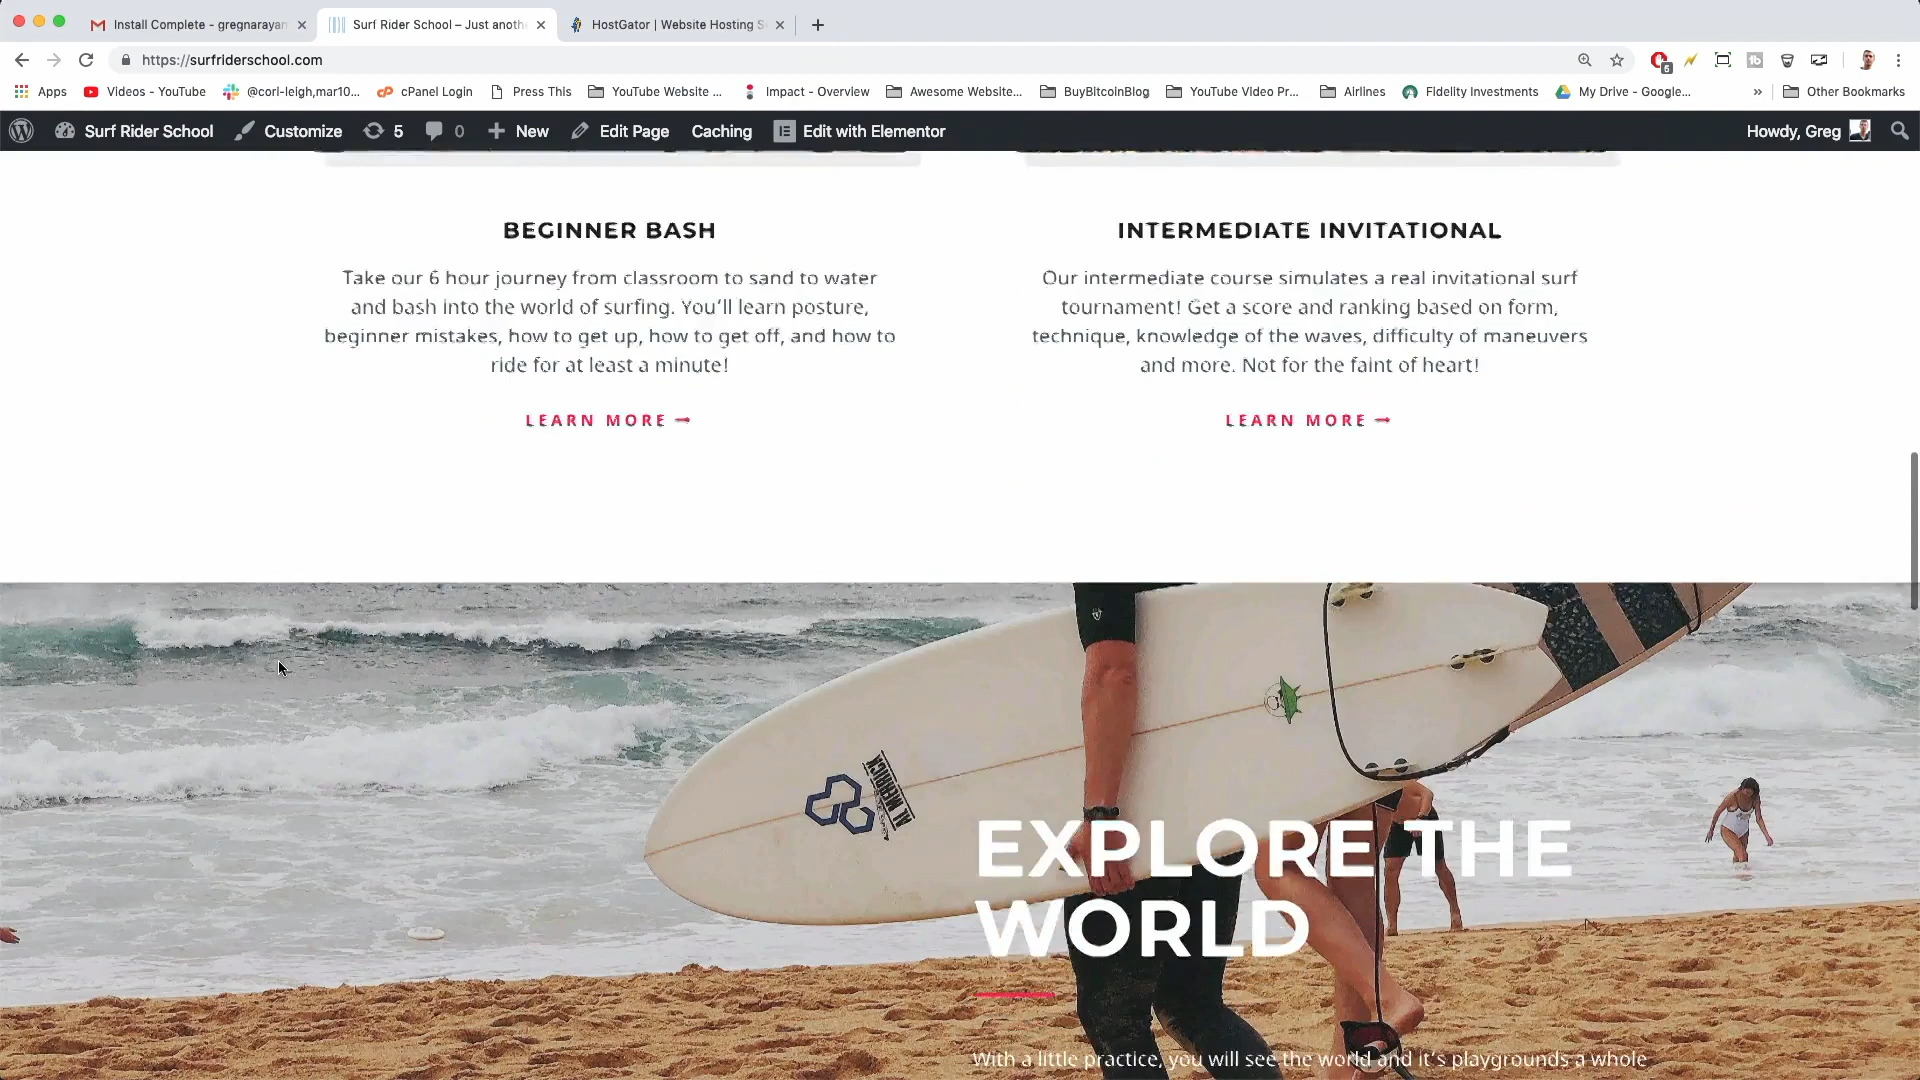 Install Complete - gregnarayan
Surf Rider School – Just anoth
HostGator | Website Hosting S
https://surfriderschool.com
6
Apps
Videos - YouTube
@corl-leigh,mar10...
cPanel Login
Press This
YouTube Website ...
Impact - Overview
Awesome Website...
BuyBitcoinBlog
YouTube Video Pr...
Airlines
Fidelity Investments
My Drive - Google...
»
Other Bookmarks
Surf Rider School
Customize
5
0
New
Edit Page
Caching
Edit with Elementor
Howdy, Greg
BEGINNER BASH
Take our 6 hour journey from classroom to sand to water
and bash into the world of surfing. You’ll learn posture,
beginner mistakes, how to get up, how to get off, and how to
ride for at least a minute!
LEARN MORE →
INTERMEDIATE INVITATIONAL
Our intermediate course simulates a real invitational surf
tournament! Get a score and ranking based on form,
technique, knowledge of the waves, difficulty of maneuvers
and more. Not for the faint of heart!
LEARN MORE →
AL MERRICK
EXPLORE THE
WORLD
With a little practice, you will see the world and it’s playgrounds a whole